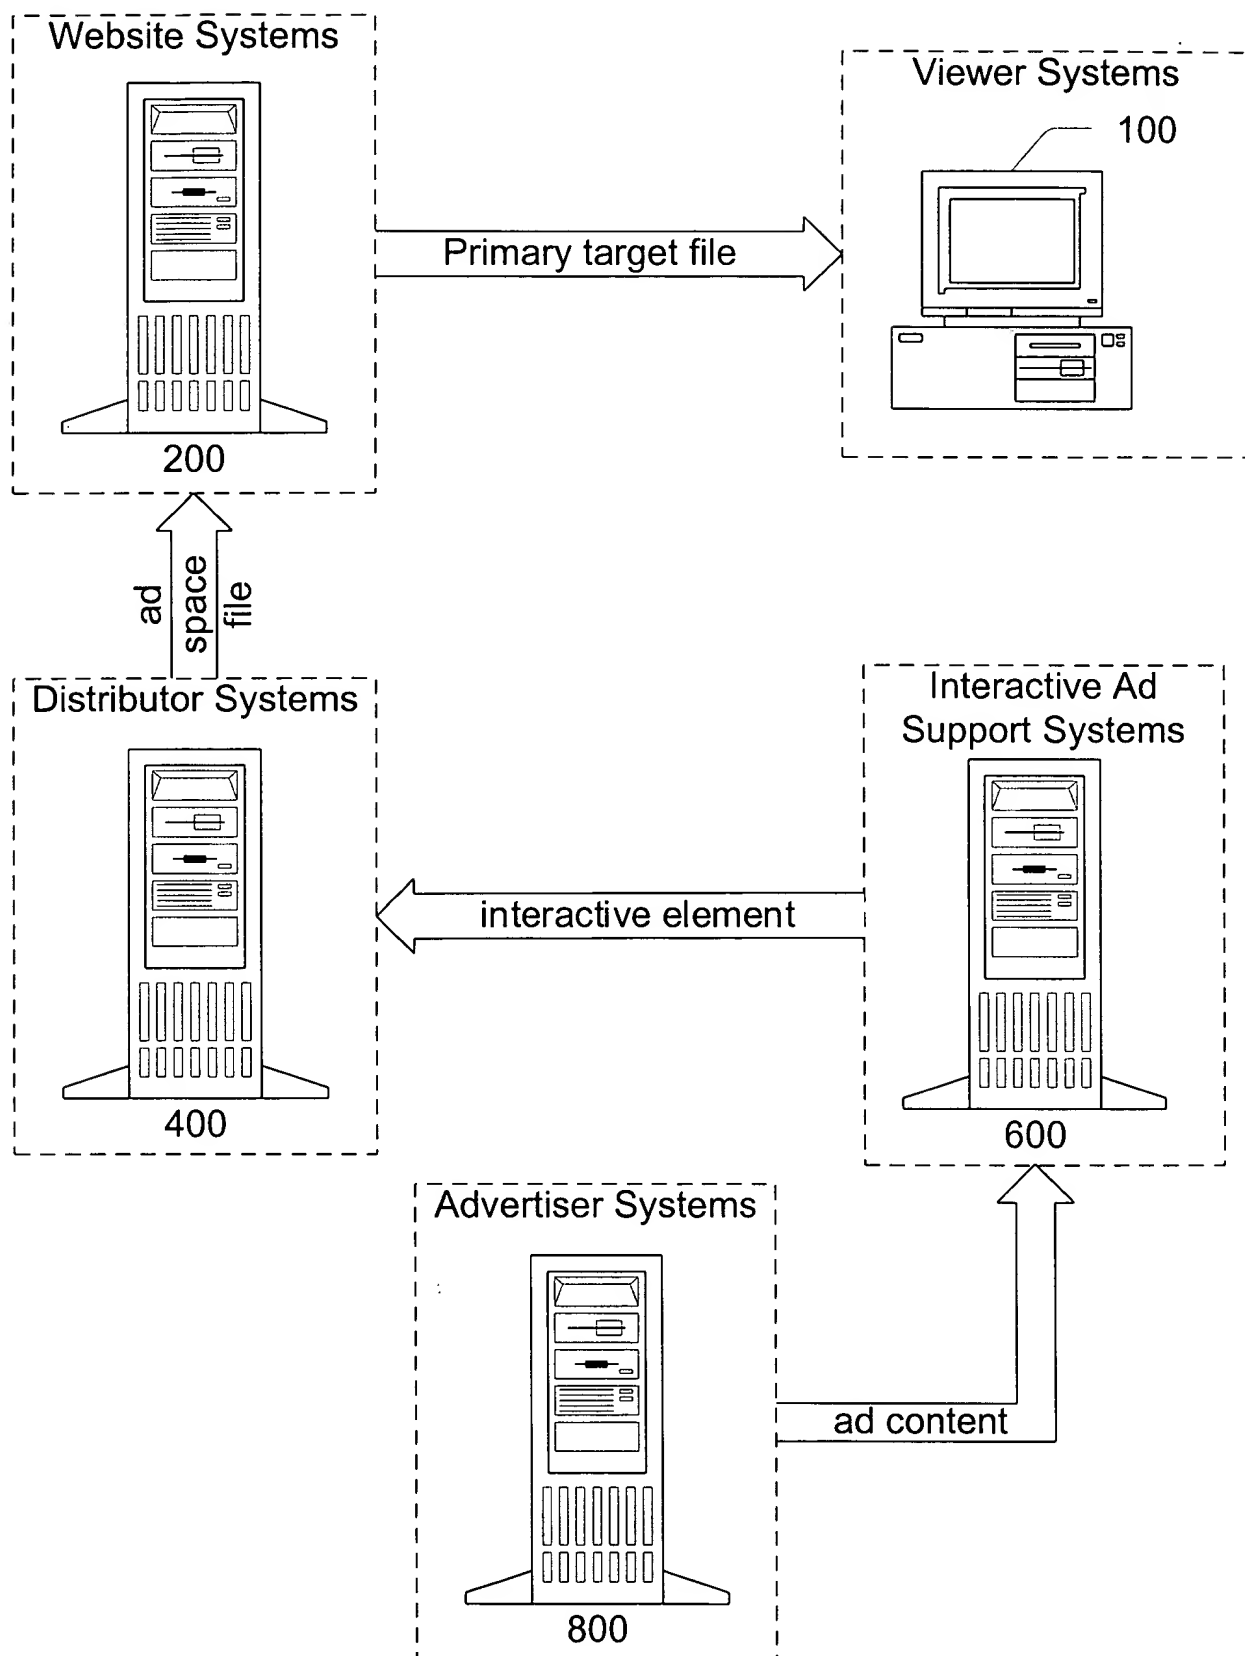 Website Systems
200
Viewer Systems
100
Primary target file
ad
space
file
Distributor Systems
400
Interactive Ad
Support Systems
600
interactive element
Advertiser Systems
800
ad content